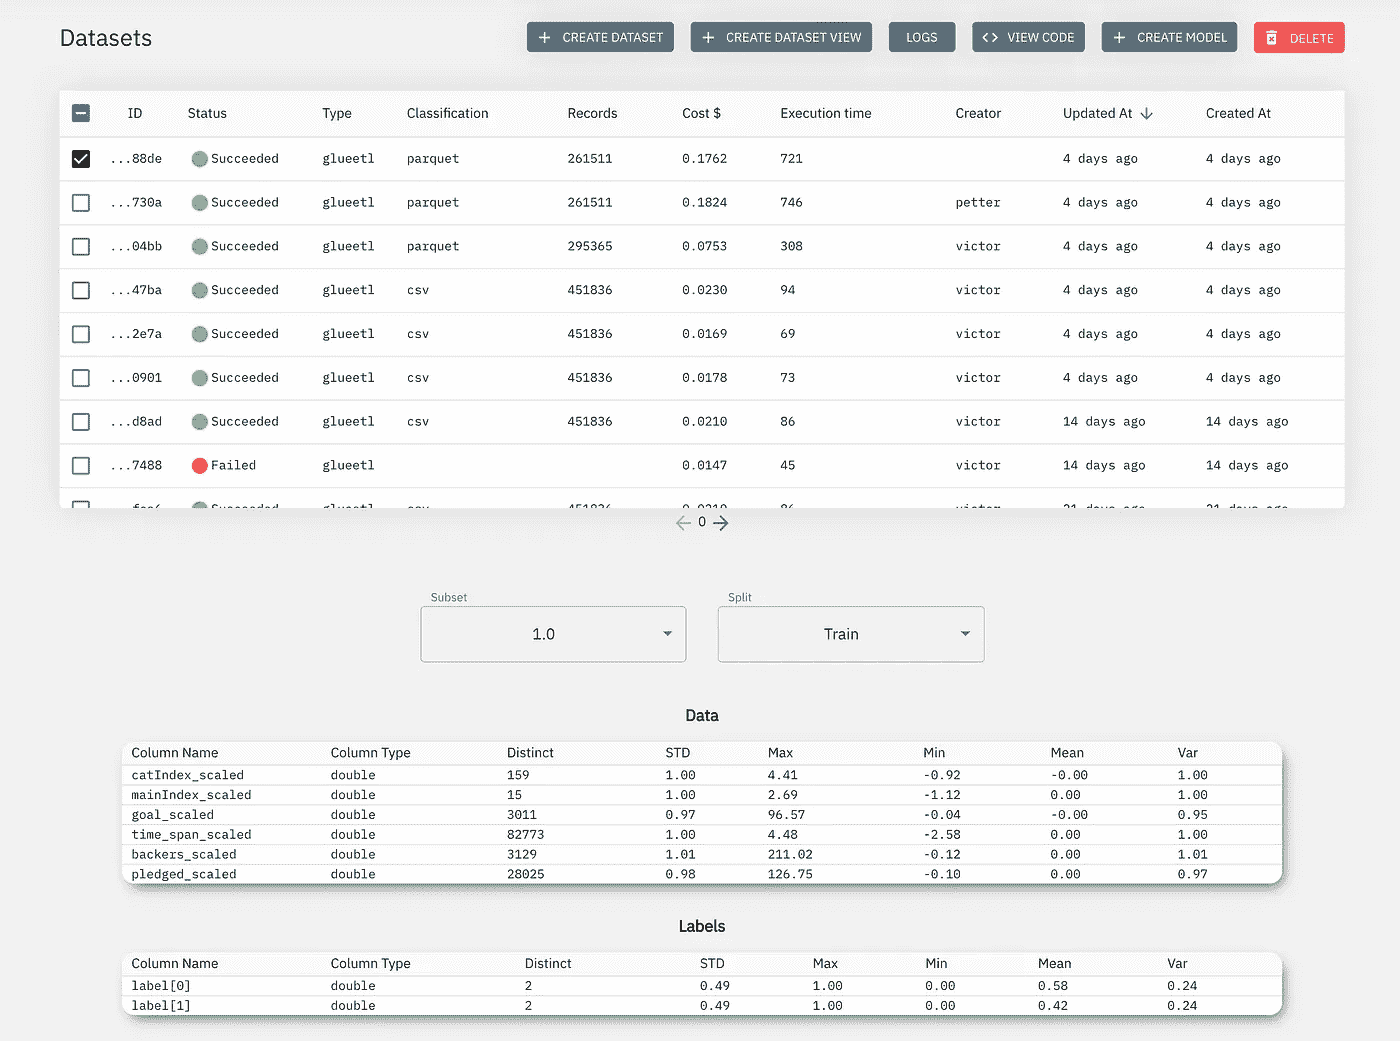 Datasets
CREATE DATASET
CREATE DATASET VIEW
LOGS
<> VIEW CODE
CREATE MODEL
DELETE
ID Status Type Classification Records Cost $ Execution time Creator Updated At Created At
...88de Succeeded glueetl parquet 261511 0.1762 721 4 days ago 4 days ago
...730a Succeeded glueetl parquet 261511 0.1824 746 petter 4 days ago 4 days ago
...04bb Succeeded glueetl parquet 295365 0.0753 308 victor 4 days ago 4 days ago
...47ba Succeeded glueetl csv 451836 0.0230 94 victor 4 days ago 4 days ago
...2e7a Succeeded glueetl csv 451836 0.0169 69 victor 4 days ago 4 days ago
...0901 Succeeded glueetl csv 451836 0.0178 73 victor 4 days ago 4 days ago
...d8ad Succeeded glueetl csv 451836 0.0210 86 victor 14 days ago 14 days ago
...7488 Failed glueetl 0.0147 45 victor 14 days ago 14 days ago
0
Subset
1.0
Split
Train
Data
Column Name Column Type Distinct STD Max Min Mean Var
catIndex_scaled double 159 1.00 4.41 -0.92 -0.00 1.00
mainIndex_scaled double 15 1.00 2.69 -1.12 0.00 1.00
goal_scaled double 3011 0.97 96.57 -0.04 -0.00 0.95
time_span_scaled double 82773 1.00 4.48 -2.58 0.00 1.00
backers_scaled double 3129 1.01 211.02 -0.12 0.00 1.01
pledged_scaled double 28025 0.98 126.75 -0.10 0.00 0.97
Labels
Column Name Column Type Distinct STD Max Min Mean Var
label[0] double 2 0.49 1.00 0.00 0.58 0.24
label[1] double 2 0.49 1.00 0.00 0.42 0.24